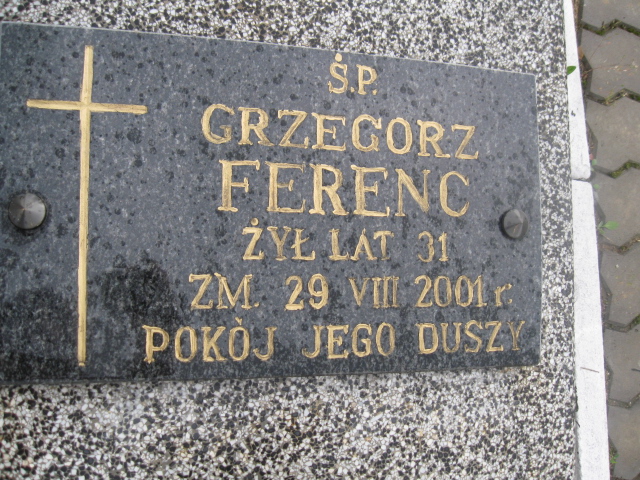 Ś.P.
GRZEGORZ
FERENC
ŻYŁ LAT 31
ZM. 29 VIII 2001 r.
POKÓJ JEGO DUSZY